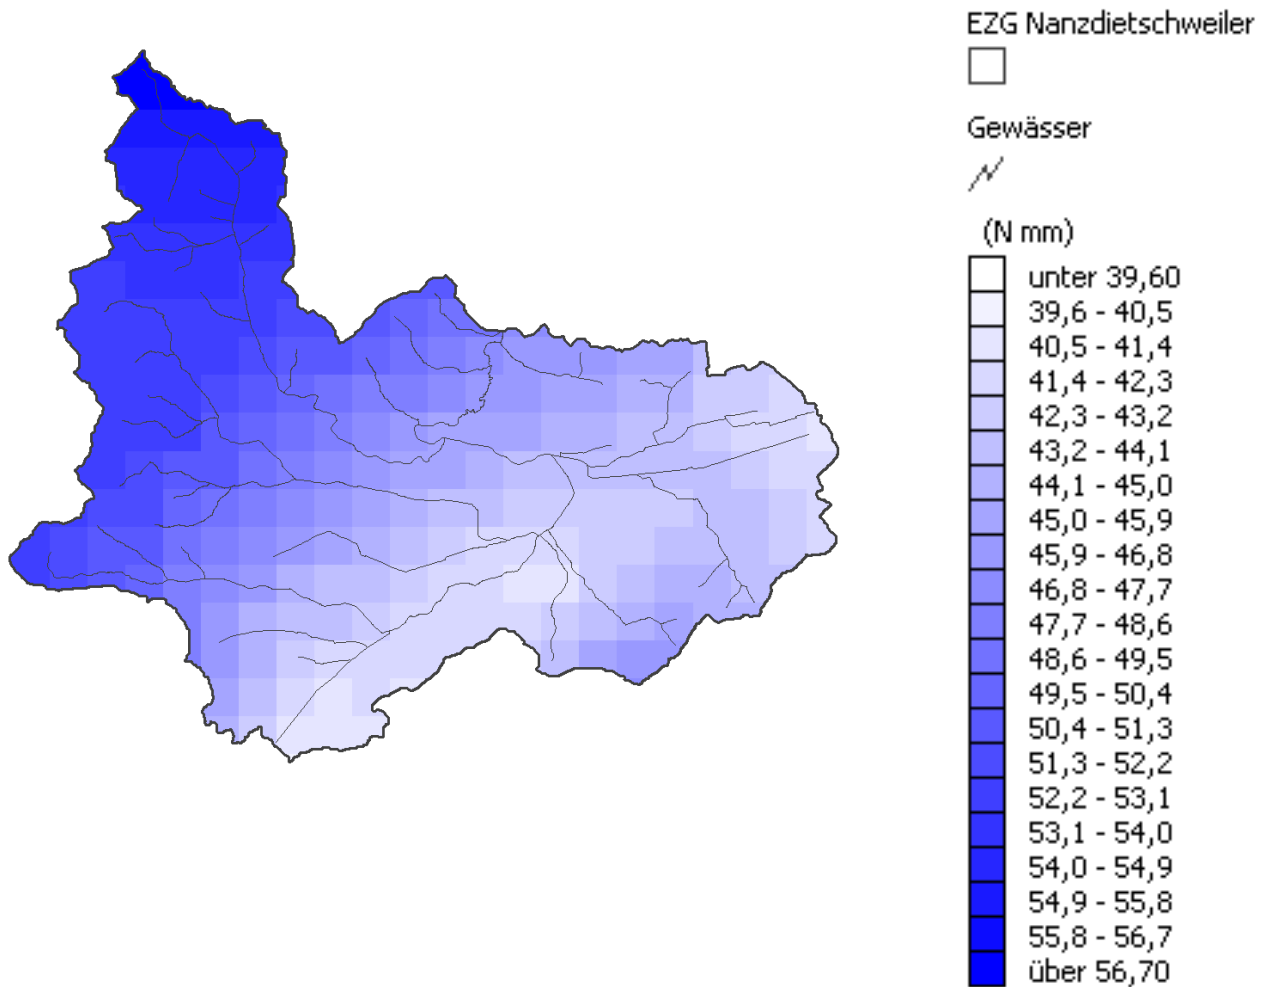 EZG Nanzdietschweiler
Gewässer
(N mm)
unter 39,60
39,6 - 40,5
40,5 - 41,4
41,4 - 42,3
42,3 - 43,2
43,2 - 44,1
44,1 - 45,0
45,0 - 45,9
45,9 - 46,8
46,8 - 47,7
47,7 - 48,6
48,6 - 49,5
49,5 - 50,4
50,4 - 51,3
51,3 - 52,2
52,2 - 53,1
53,1 - 54,0
54,0 - 54,9
54,9 - 55,8
55,8 - 56,7
über 56,70